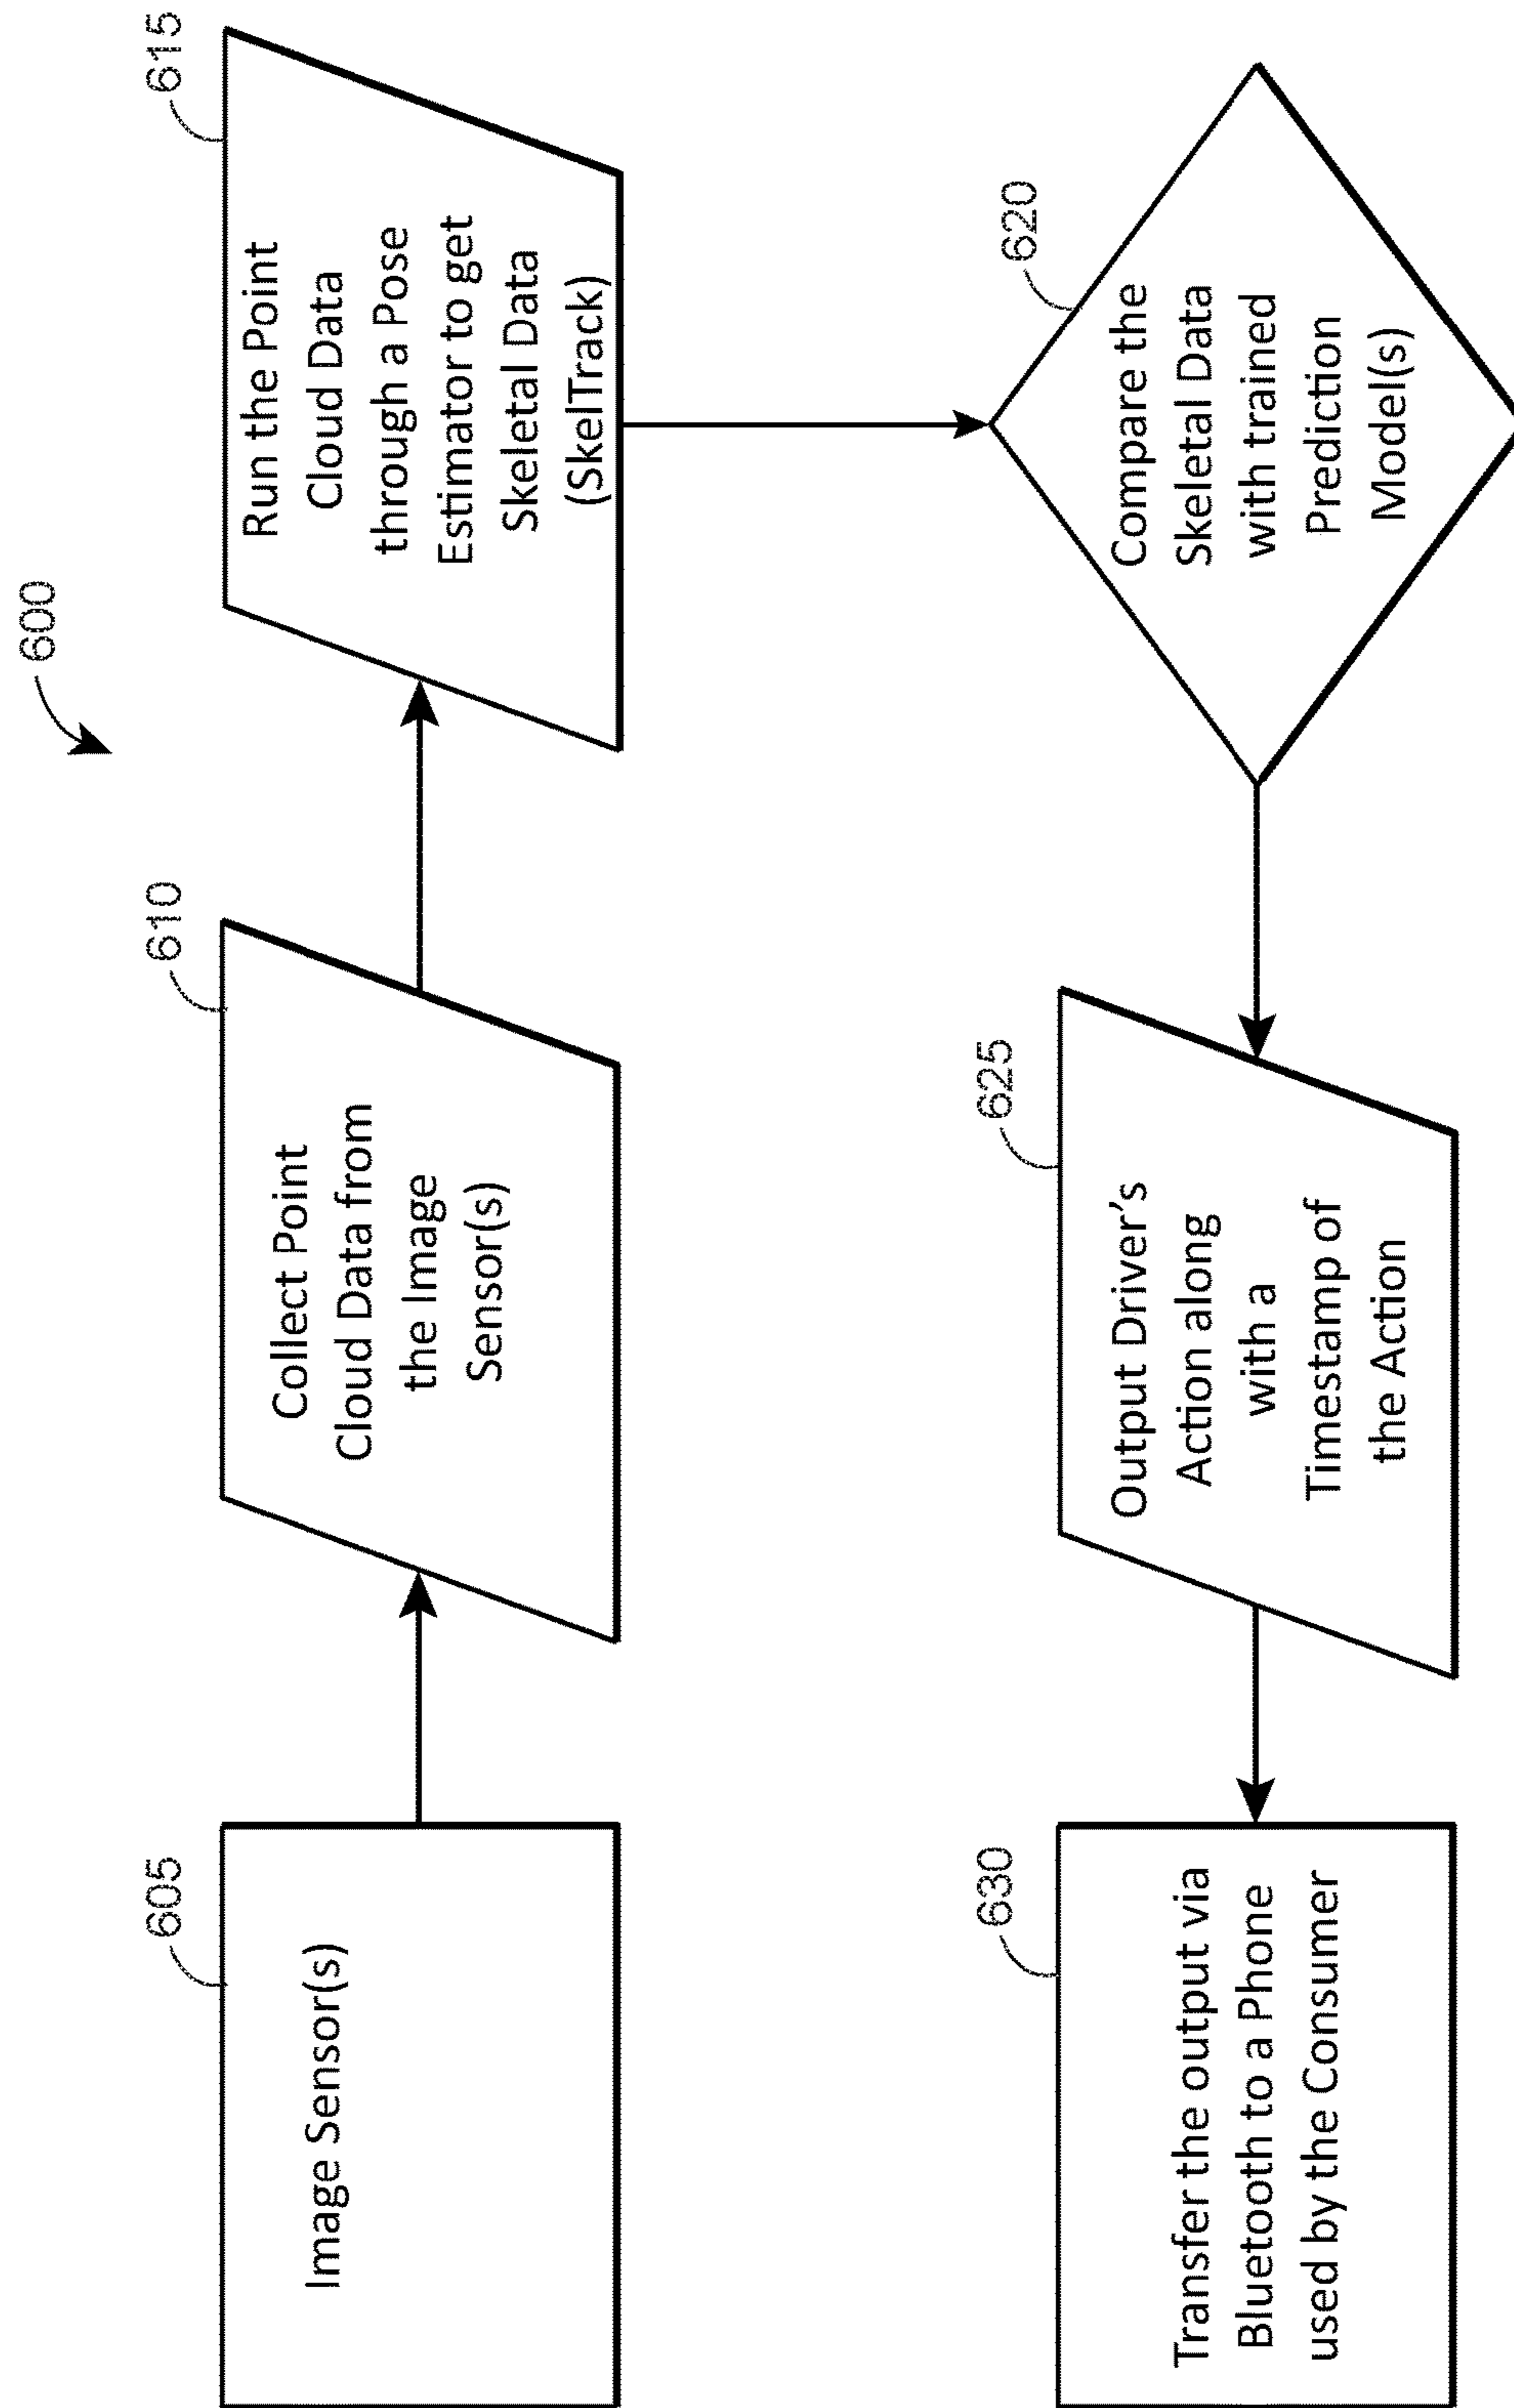 600
605
Image Sensor(s)
610
Collect Point
Cloud Data from
the Image
Sensor(s)
615
Run the Point
Cloud Data
through a Pose
Estimator to get
Skeletal Data
(SkelTrack)
620
Compare the
Skeletal Data
with trained
Prediction
Model(s)
625
Output Driver’s
Action along
with a
Timestamp of
the Action
630
Transfer the output via
Bluetooth to a Phone
used by the Consumer